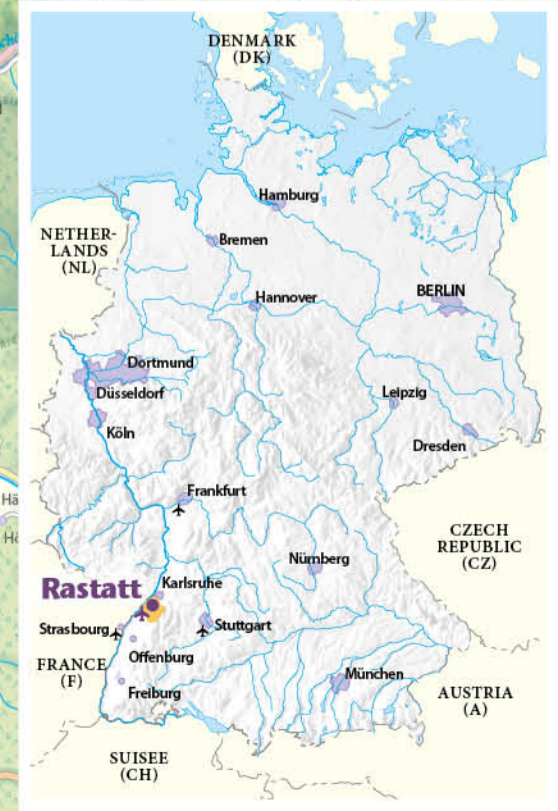 DENMARK
(DK)
Hamburg
NETHER-
LANDS
(NL)
Bremen
Hannover
BERLIN
Dortmund
Düsseldorf
Leipzig
Köln
Dresden
Frankfurt
CZECH
REPUBLIC
(CZ)
Nürnberg
Karlsruhe
Rastatt
Strasbourg
Stuttgart
Offenburg
FRANCE
(F)
München
Freiburg
AUSTRIA
(A)
SUISEE
(CH)
Hä